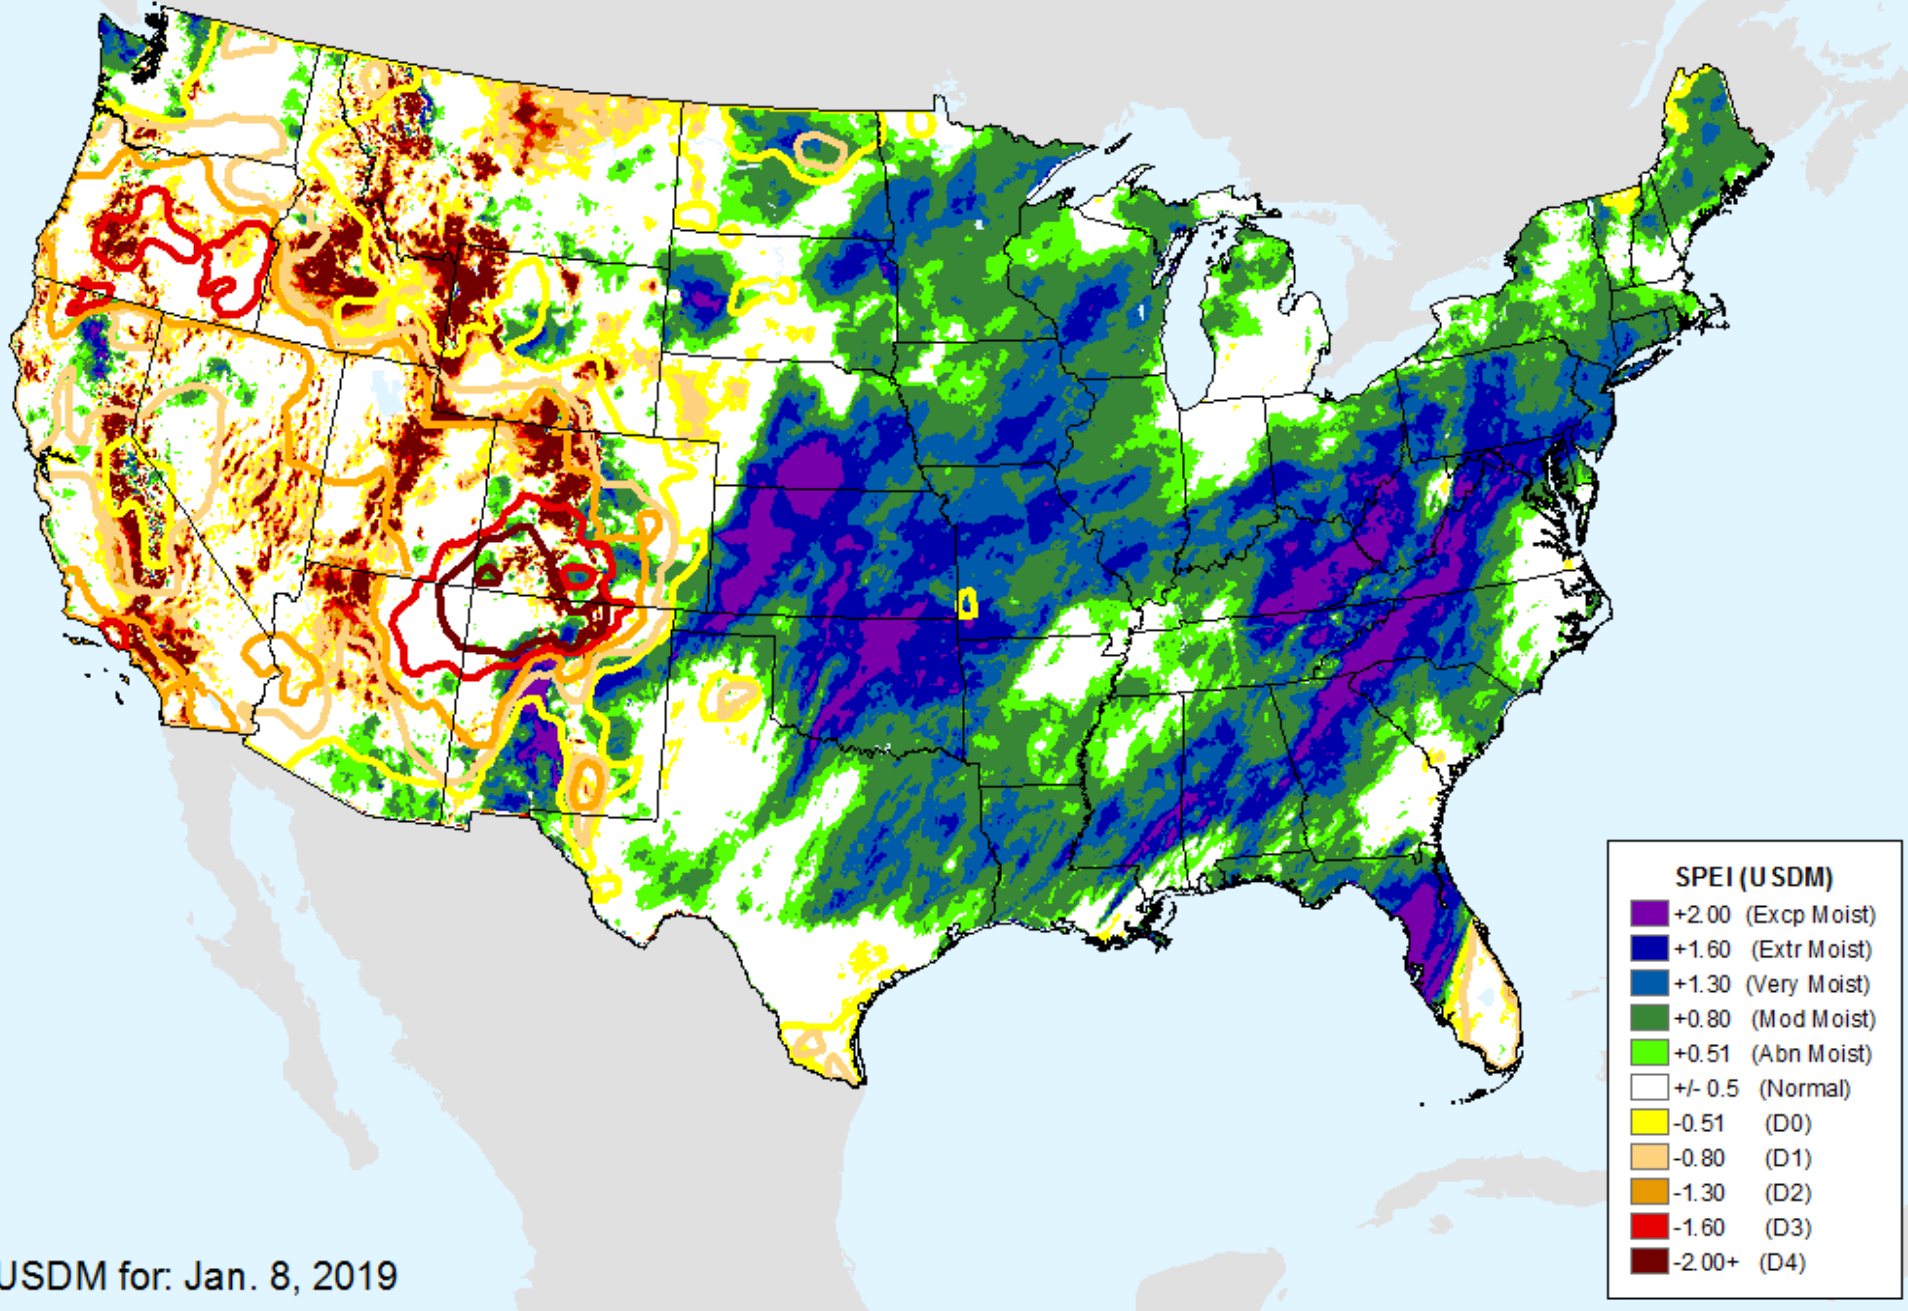 SPEI (USDM)
+2.00 (Excp Moist)
+1.60 (Extr Moist)
+1.30 (Very Moist)
+0.80 (Mod Moist)
+0.51 (Abn Moist)
+/- 0.5 (Normal)
-0.51 (D0)
-0.80 (D1)
-1.30 (D2)
-1.60 (D3)
-2.00+ (D4)
USDM for: Jan. 8, 2019